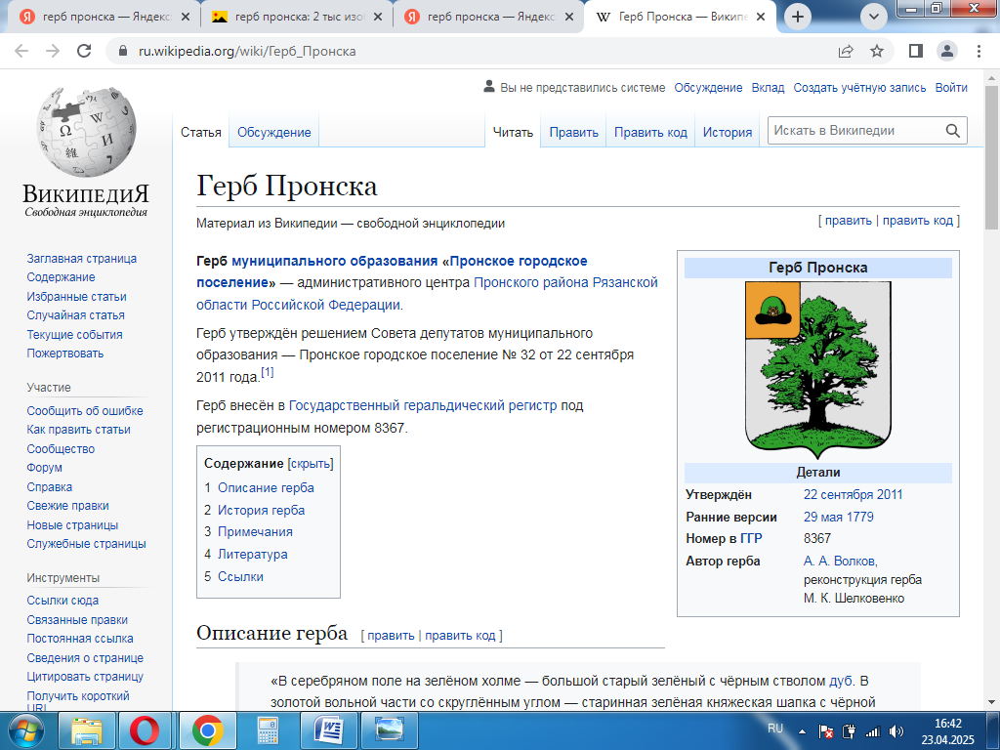 герб пронска — Яндекс
герб пронска: 2 тыс изо
герб пронска — Яндекс
Герб Пронска — Википе
ru.wikipedia.org/wiki/Герб_Пронска
Вы не представились системе Обсуждение Вклад Создать учётную запись Войти
Статья Обсуждение Читать Править Править код История Искать в Википедии
ВикипедиЯ
Свободная энциклопедия
Заглавная страница
Содержание
Избранные статьи
Случайная статья
Текущие события
Пожертвовать
Участие
Сообщить об ошибке
Как править статьи
Сообщество
Форум
Справка
Свежие правки
Новые страницы
Служебные страницы
Инструменты
Ссылки сюда
Связанные правки
Постоянная ссылка
Сведения о странице
Цитировать страницу
Получить короткий
URL
Герб Пронска
Материал из Википедии — свободной энциклопедии
[ править | править код ]
Герб муниципального образования «Пронское городское
поселение» — административного центра Пронского района Рязанской
области Российской Федерации.
Герб утверждён решением Совета депутатов муниципального
образования — Пронское городское поселение № 32 от 22 сентября
2011 года.[1]
Герб внесён в Государственный геральдический регистр под
регистрационным номером 8367.
Содержание [скрыть]
1 Описание герба
2 История герба
3 Примечания
4 Литература
5 Ссылки
Герб Пронска
Детали
Утверждён 22 сентября 2011
Ранние версии 29 мая 1779
Номер в ГГР 8367
Автор герба А. А. Волков,
реконструкция герба
М. К. Шелковенко
Описание герба [ править | править код ]
«В серебряном поле на зелёном холме — большой старый зелёный с чёрным стволом дуб. В
золотой вольной части со скруглённым углом — старинная зелёная княжеская шапка с чёрной
RU
16:42
23.04.2025